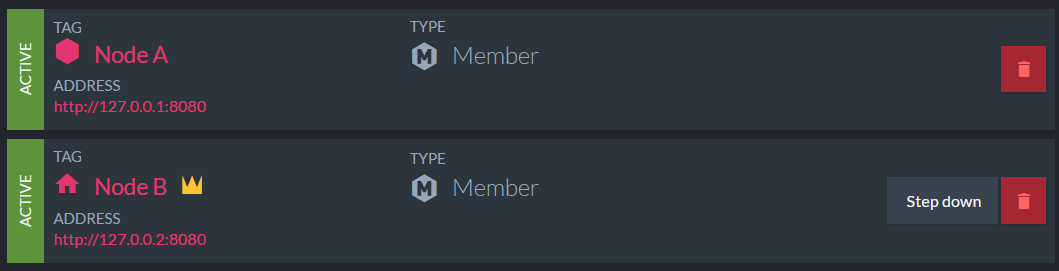 ACTIVE
TAG
Node A
ADDRESS
http://127.0.0.1:8080
TYPE
M Member
ACTIVE
TAG
Node B
ADDRESS
http://127.0.0.2:8080
TYPE
M Member
Step down